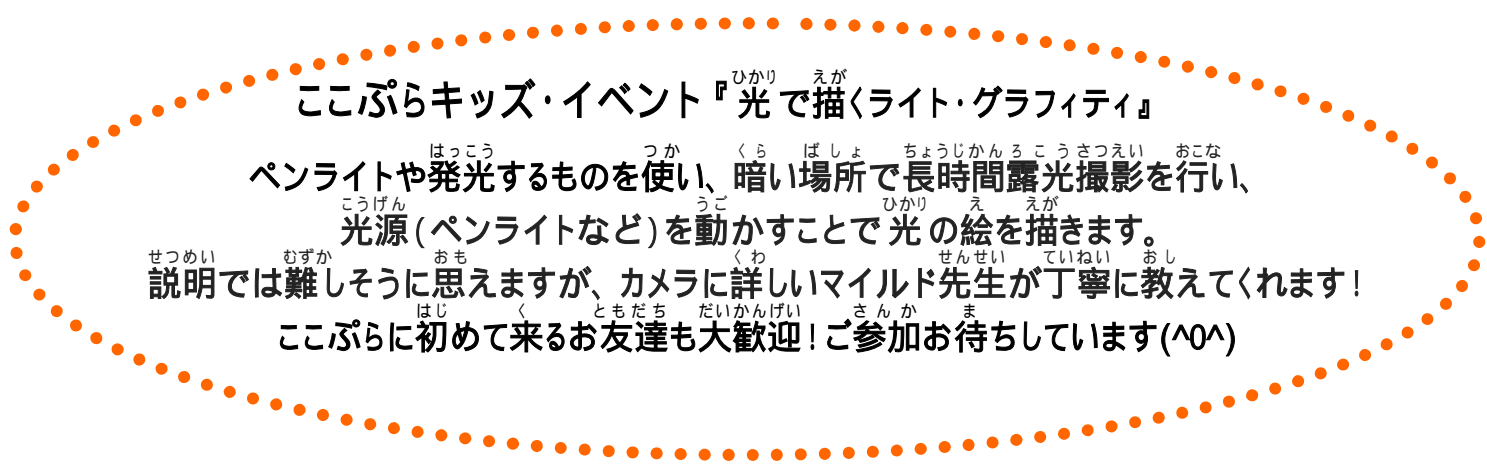 ここぷらキッズ・イベント『光で描くライト・グラフィティ』
ペンライトや発光するものを使い、暗い場所で長時間露光撮影を行い、
光源(ペンライトなど)を動かすことで光の絵を描きます。
説明では難しそうに思えますが、カメラに詳しいマイルド先生が丁寧に教えてくれます!
ここぷらに初めて来るお友達も大歓迎!ご参加お待ちしています(^0^)